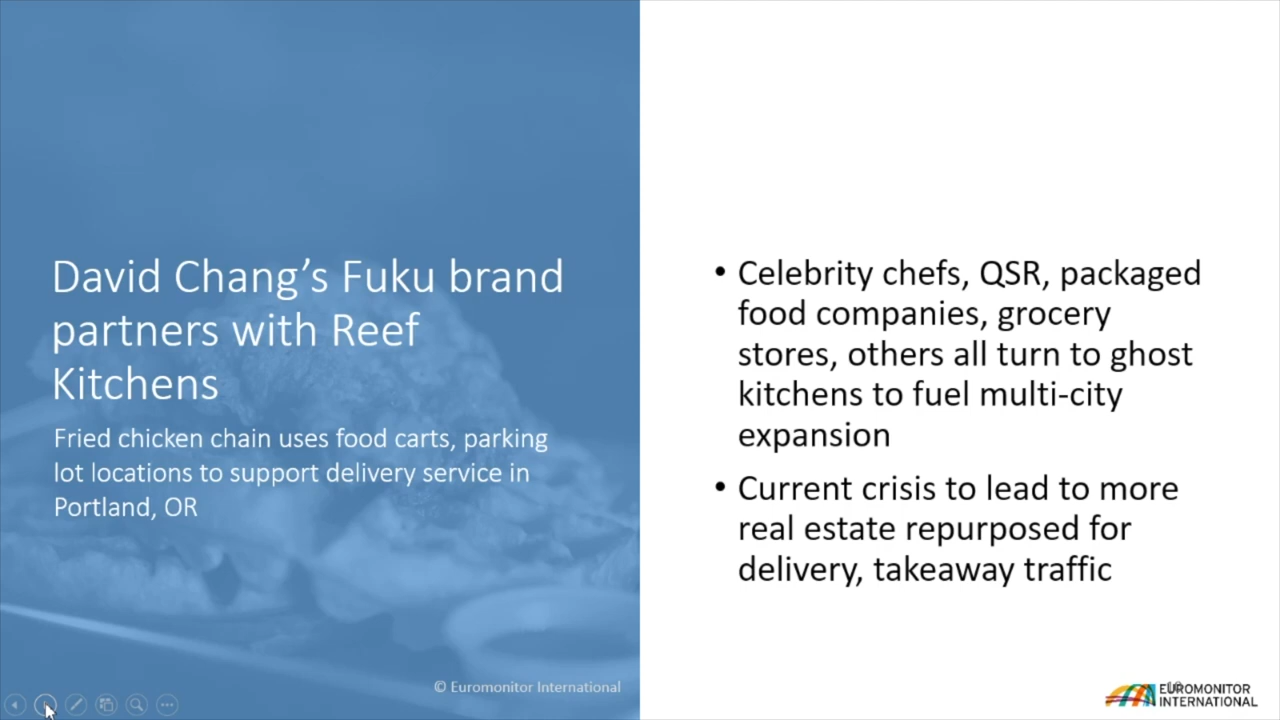 David Chang’s Fuku brand
partners with Reef
Kitchens
Fried chicken chain uses food carts, parking
lot locations to support delivery service in
Portland, OR
© Euromonitor International
• Celebrity chefs, QSR, packaged
food companies, grocery
stores, others all turn to ghost
kitchens to fuel multi-city
expansion
• Current crisis to lead to more
real estate repurposed for
delivery, takeaway traffic
EUROMONITOR
INTERNATIONAL